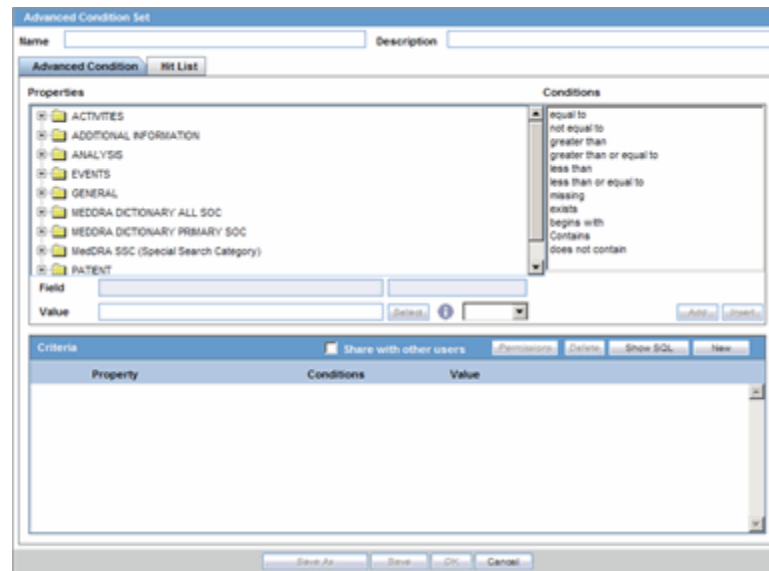 Advanced Condition Set
Name Description
Advanced Condition Hit List
Properties Conditions
ACTIVITIES
ADDITIONAL INFORMATION
ANALYSIS
EVENTS
GENERAL
MEDDRA DICTIONARY ALL SOC
MEDDRA DICTIONARY PRIMARY SOC
MedDRA SSC (Special Search Category)
PATIENT
equal to
not equal to
greater than
greater than or equal to
less than
less than or equal to
missing
exists
begins with
Contains
does not contain
Field
Value Select Add... Insert...
Criteria Share with other users Permissions Delete Show SQL New
Property Conditions Value
Save As Save OK Cancel